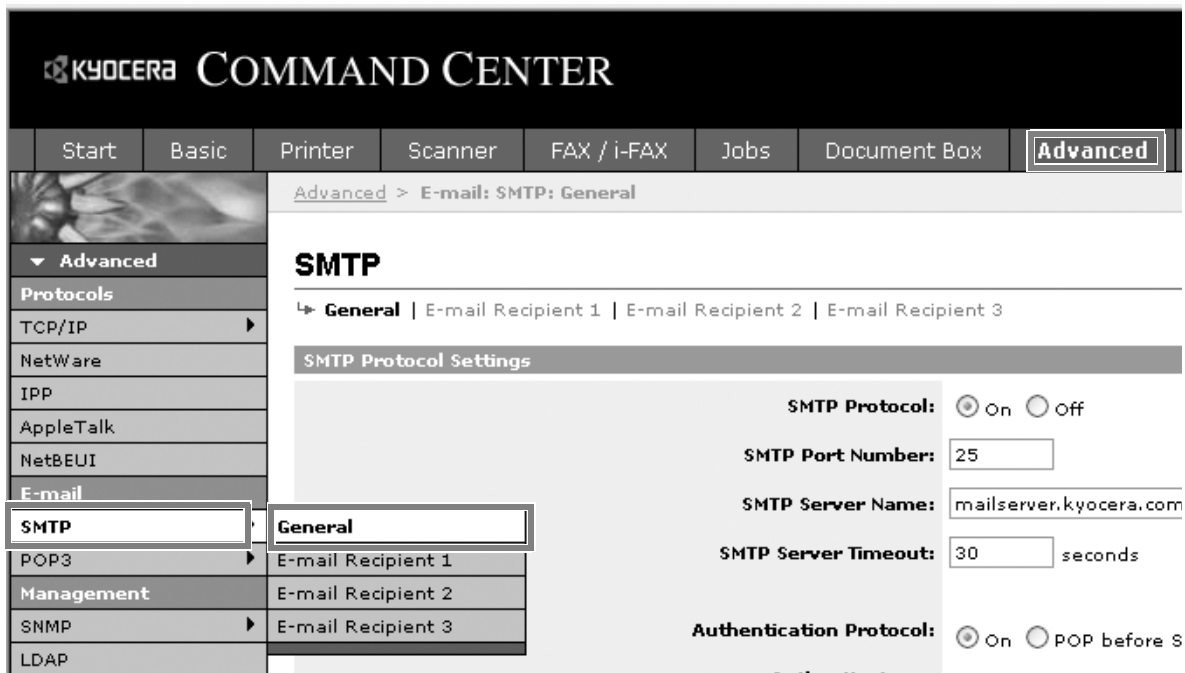 KYOCERA COMMAND CENTER
Start Basic Printer Scanner FAX / i-FAX Jobs Document Box Advanced
Advanced > E-mail: SMTP: General
Advanced
Protocols
TCP/IP
NetWare
IPP
AppleTalk
NetBEUI
E-mail
SMTP
POP3
Management
SNMP
LDAP
General
E-mail Recipient 1
E-mail Recipient 2
E-mail Recipient 3
SMTP
General | E-mail Recipient 1 | E-mail Recipient 2 | E-mail Recipient 3
SMTP Protocol Settings
SMTP Protocol: On Off
SMTP Port Number: 25
SMTP Server Name: mailserver.kyocera.com
SMTP Server Timeout: 30 seconds
Authentication Protocol: On POP before S